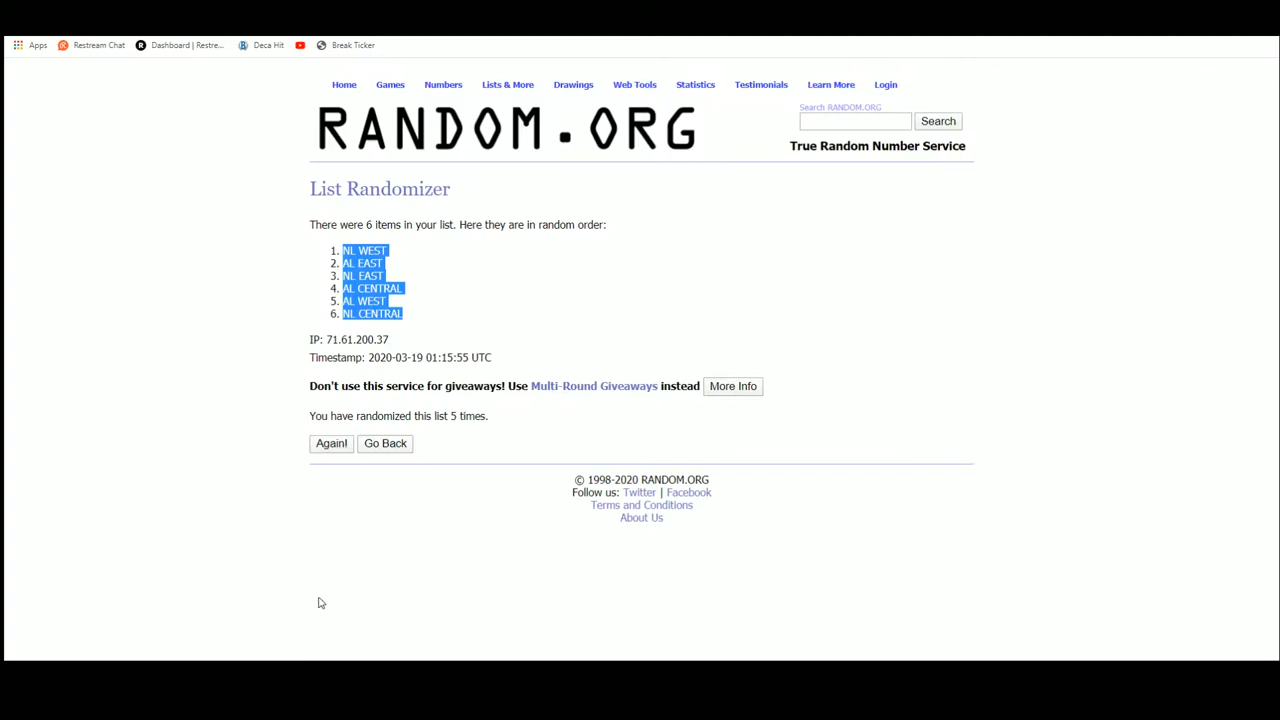 Apps Restream Chat Dashboard | Restre... Deca Hit Break Ticker
Home Games Numbers Lists & More Drawings Web Tools Statistics Testimonials Learn More Login
RANDOM.ORG
Search RANDOM.ORG
Search
True Random Number Service
List Randomizer
There were 6 items in your list. Here they are in random order:
1. NL WEST
2. AL EAST
3. NL EAST
4. AL CENTRAL
5. AL WEST
6. NL CENTRAL
IP: 71.61.200.37
Timestamp: 2020-03-19 01:15:55 UTC
Don't use this service for giveaways! Use Multi-Round Giveaways instead More Info
You have randomized this list 5 times.
Again! Go Back
© 1998-2020 RANDOM.ORG
Follow us: Twitter | Facebook
Terms and Conditions
About Us